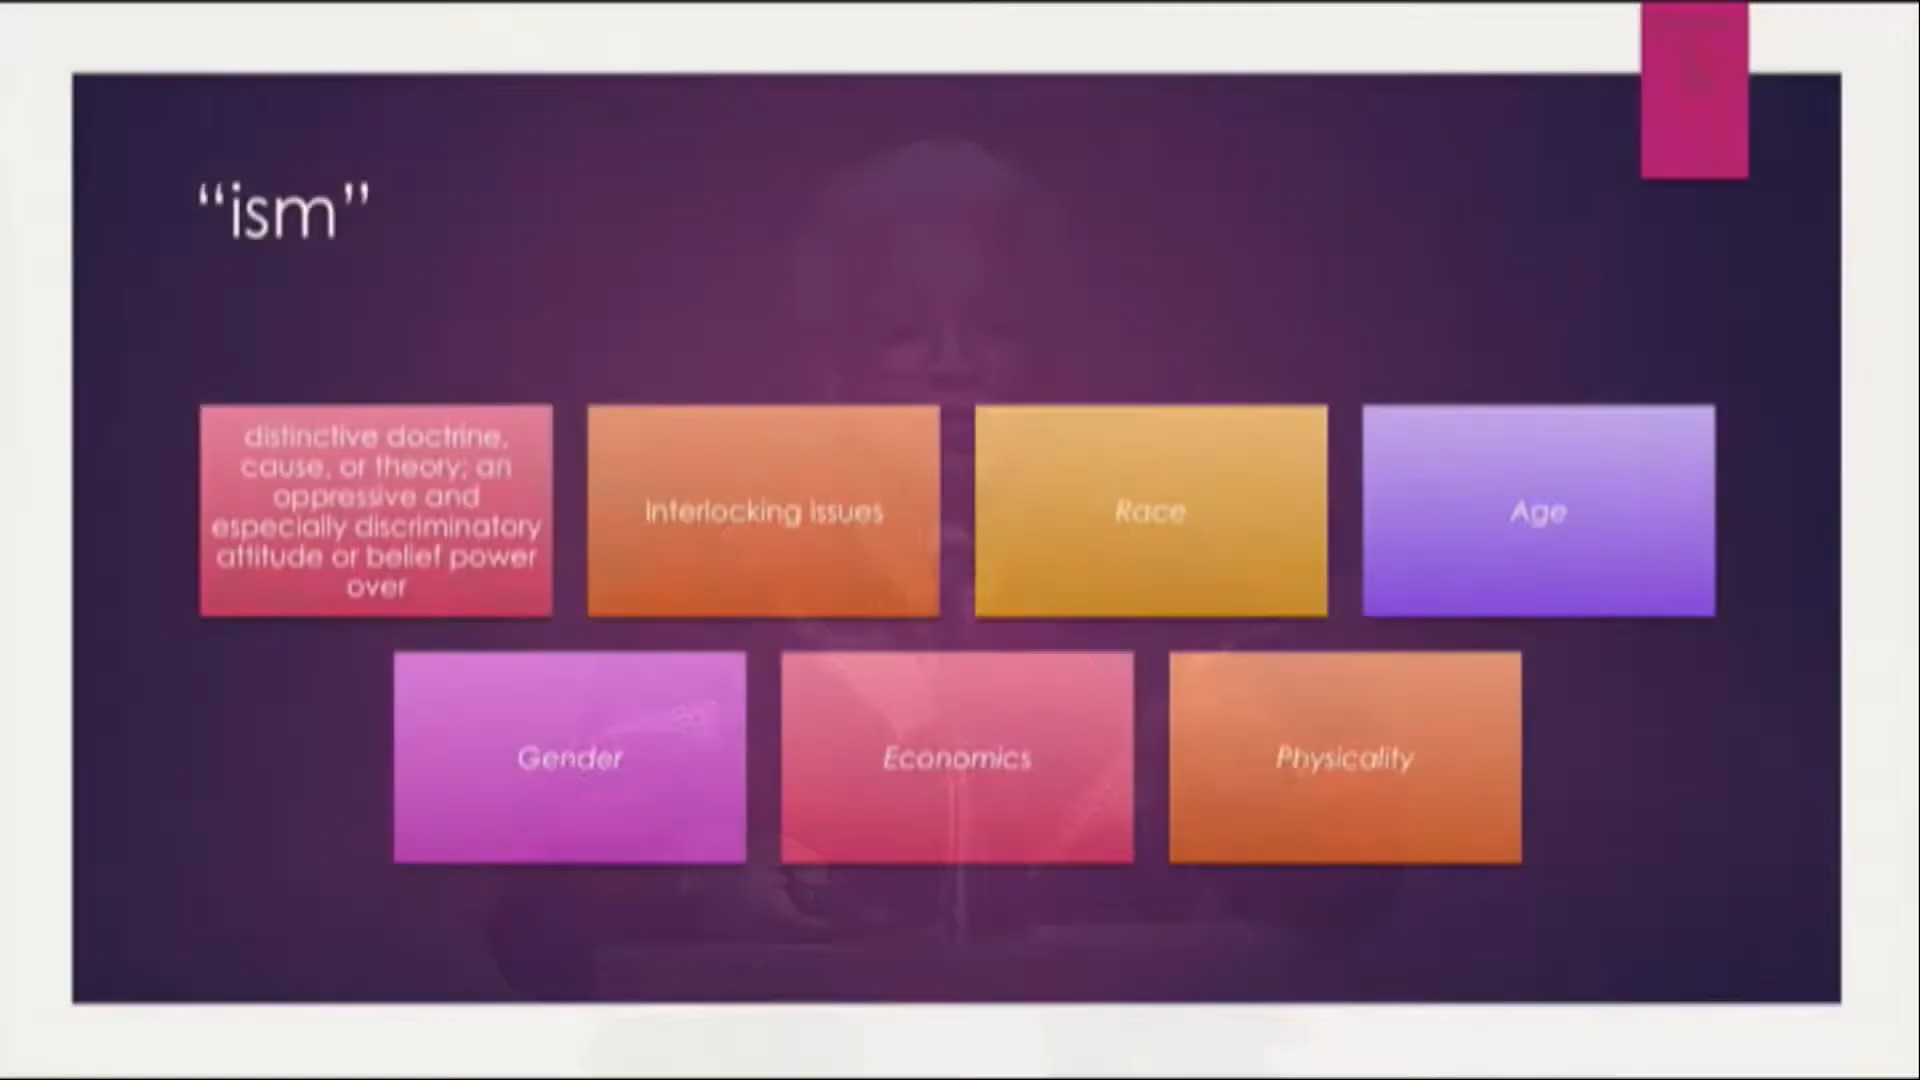 “ism”
distinctive doctrine,
cause, or theory; an
oppressive and
especially discriminatory
attitude or belief power
over
Interlocking issues
Race
Age
Gender
Economics
Physicality